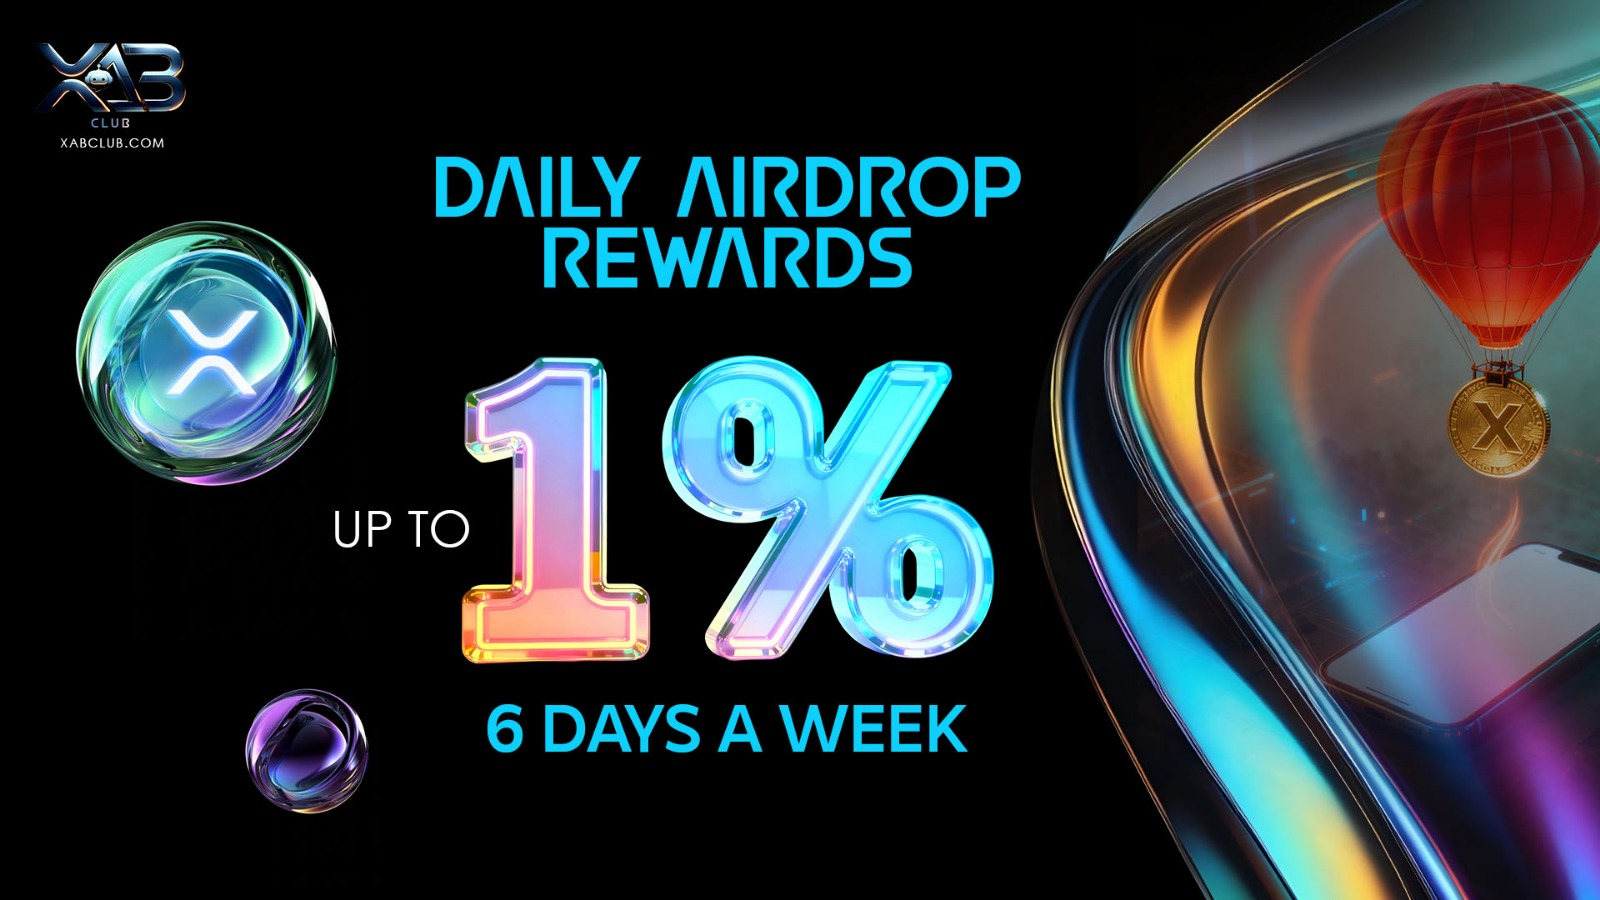 XAB
CLUB
XABCLUB.COM
DAILY AIRDROP
REWARDS
UP TO
1%
6 DAYS A WEEK
X